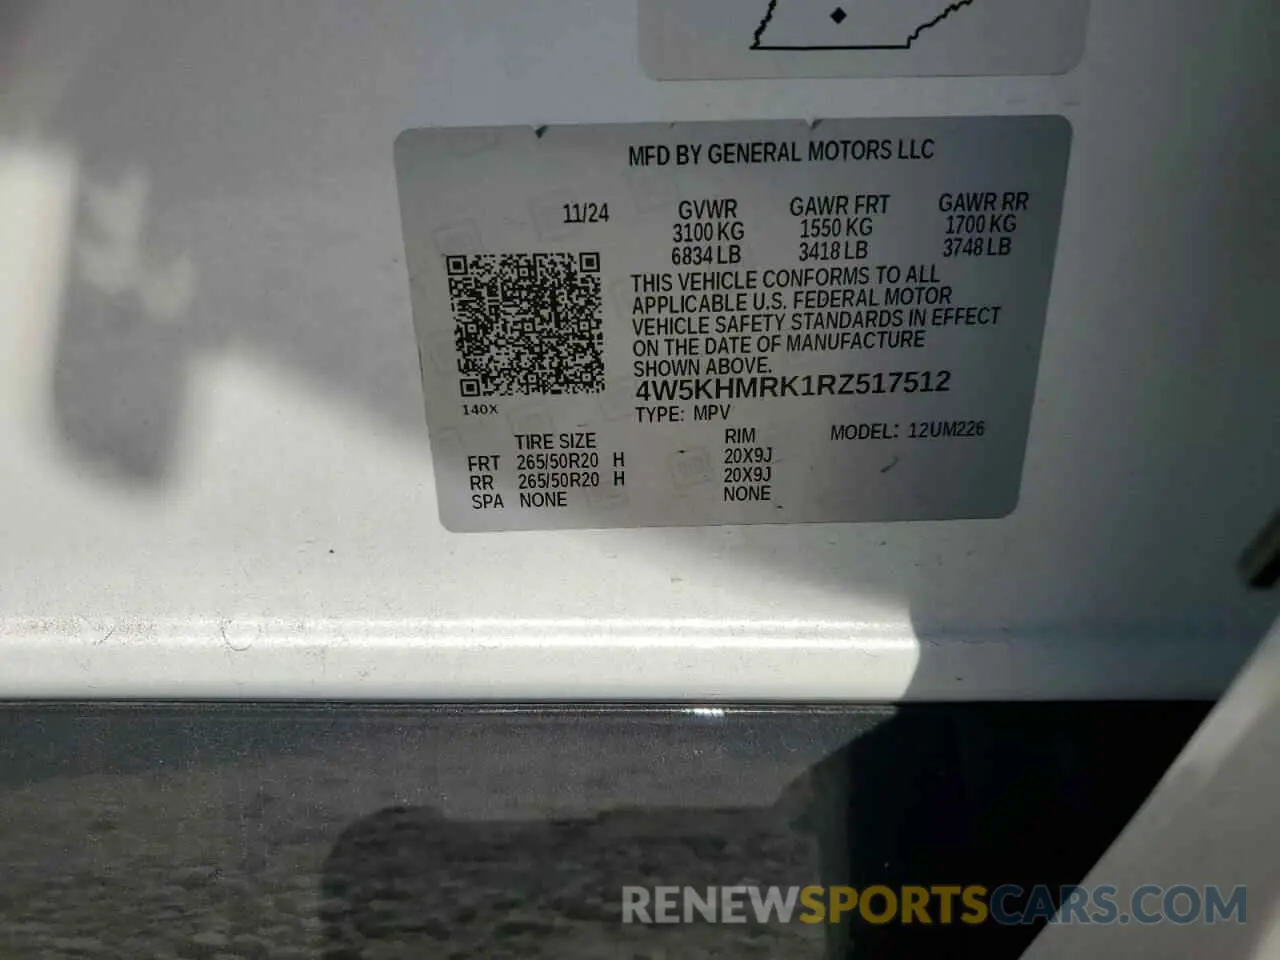 MFD BY GENERAL MOTORS LLC
11/24 GVWR GAWR FRT GAWR RR
3100 KG 1550 KG 1700 KG
6834 LB 3418 LB 3748 LB
THIS VEHICLE CONFORMS TO ALL
APPLICABLE U.S. FEDERAL MOTOR
VEHICLE SAFETY STANDARDS IN EFFECT
ON THE DATE OF MANUFACTURE
SHOWN ABOVE.
4W5KHMRK1RZ517512
140X
TYPE: MPV
MODEL: 12UM226
TIRE SIZE RIM
FRT 265/50R20 H 20X9J
RR 265/50R20 H 20X9J
SPA NONE NONE
RENEWSPORTSCARS.COM